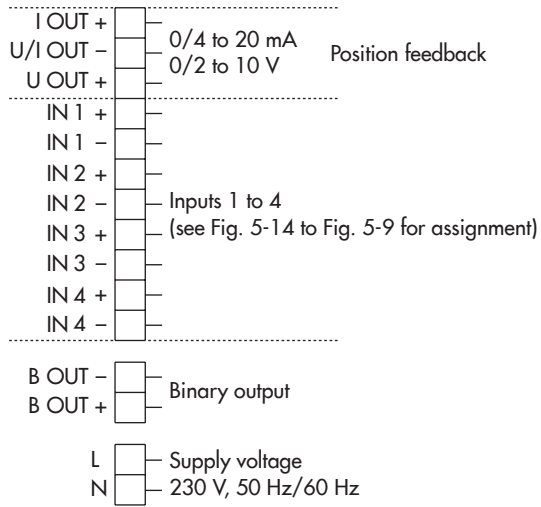 I OUT +
U/I OUT −
U OUT +
0/4 to 20 mA
0/2 to 10 V
Position feedback
IN 1 +
IN 1 −
IN 2 +
IN 2 −
IN 3 +
IN 3 −
IN 4 +
IN 4 −
Inputs 1 to 4
(see Fig. 5-14 to Fig. 5-9 for assignment)
B OUT −
B OUT +
Binary output
L
N
Supply voltage
230 V, 50 Hz/60 Hz